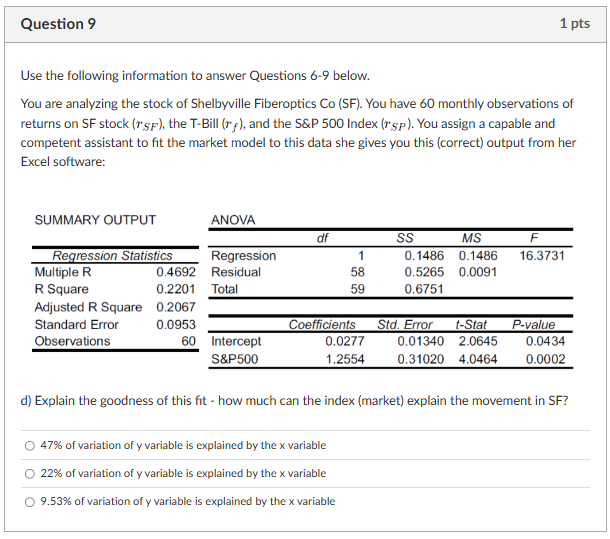 Question 9 1 pts
Use the following information to answer Questions 6-9 below.
You are analyzing the stock of Shelbyville Fiberoptics Co (SF). You have 60 monthly observations of
returns on SF stock (r_SF), the T-Bill (r_f), and the S&P 500 Index (r_SP). You assign a capable and
competent assistant to fit the market model to this data she gives you this (correct) output from her
Excel software:
SUMMARY OUTPUT ANOVA
df SS MS F
Regression Statistics Regression 1 0.1486 0.1486 16.3731
Multiple R 0.4692 Residual 58 0.5265 0.0091
R Square 0.2201 Total 59 0.6751
Adjusted R Square 0.2067
Standard Error 0.0953 Coefficients Std. Error t-Stat P-value
Observations 60 Intercept 0.0277 0.01340 2.0645 0.0434
S&P500 1.2554 0.31020 4.0464 0.0002
d) Explain the goodness of this fit - how much can the index (market) explain the movement in SF?
47% of variation of y variable is explained by the x variable
22% of variation of y variable is explained by the x variable
9.53% of variation of y variable is explained by the x variable